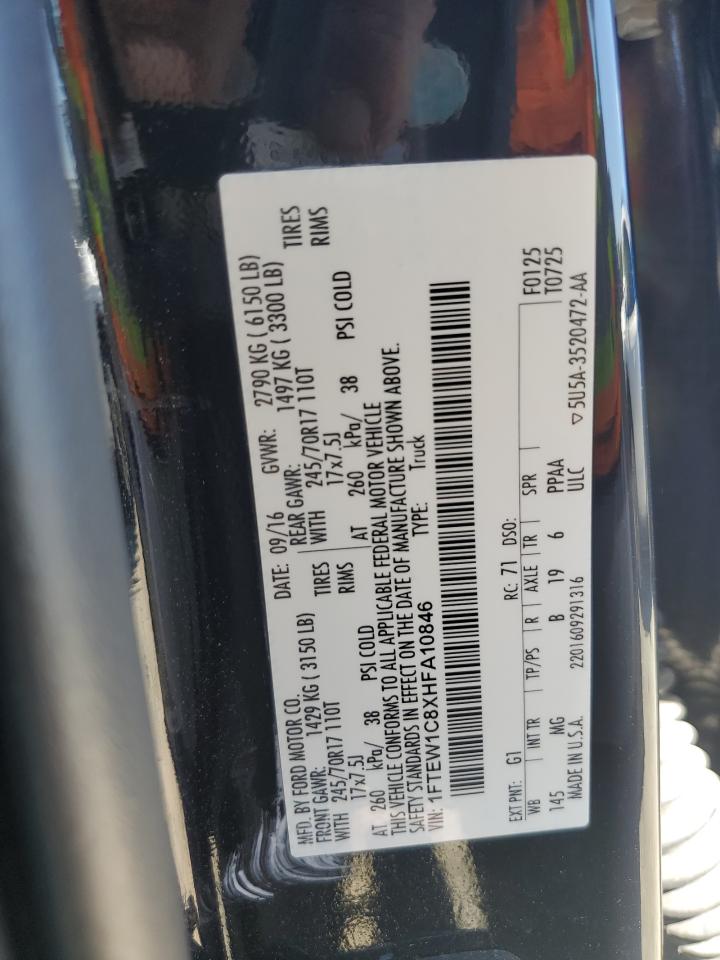 MFD. BY FORD MOTOR CO. DATE: 09/16 GVWR: 2790 KG ( 6150 LB)
FRONT GAWR: 1429 KG ( 3150 LB) REAR GAWR: 1497 KG ( 3300 LB)
WITH 245/70R17 110T TIRES WITH 245/70R17 110T TIRES
17x7.5J RIMS 17x7.5J RIMS
AT 260 kPa/ 38 PSI COLD AT 260 kPa/ 38 PSI COLD
THIS VEHICLE CONFORMS TO ALL APPLICABLE FEDERAL MOTOR VEHICLE
SAFETY STANDARDS IN EFFECT ON THE DATE OF MANUFACTURE SHOWN ABOVE.
VIN: 1FTEW1C8XHFA10846 TYPE: Truck
EXT PNT: G1 RC: 71 DSO: F0125
WB INT TR TP/PS R AXLE TR SPR T0725
145 MG B 19 6 PPAA
MADE IN U.S.A. 2201609291316 ULC ▽5U5A-3520472-AA